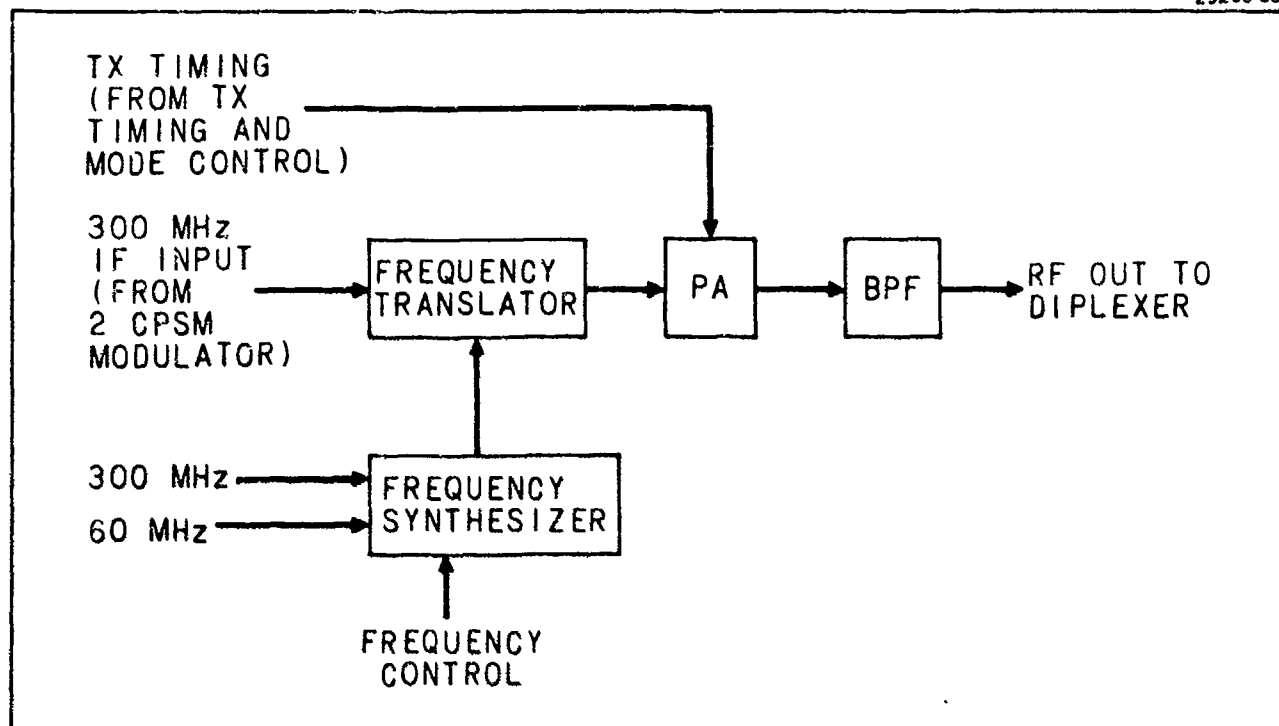 TX TIMING
(FROM TX
TIMING AND
MODE CONTROL)
300 MHz
IF INPUT
(FROM
2 CPSM
MODULATOR)
FREQUENCY
TRANSLATOR
PA
BPF
RF OUT TO
DIPLEXER
300 MHz
60 MHz
FREQUENCY
SYNTHESIZER
FREQUENCY
CONTROL